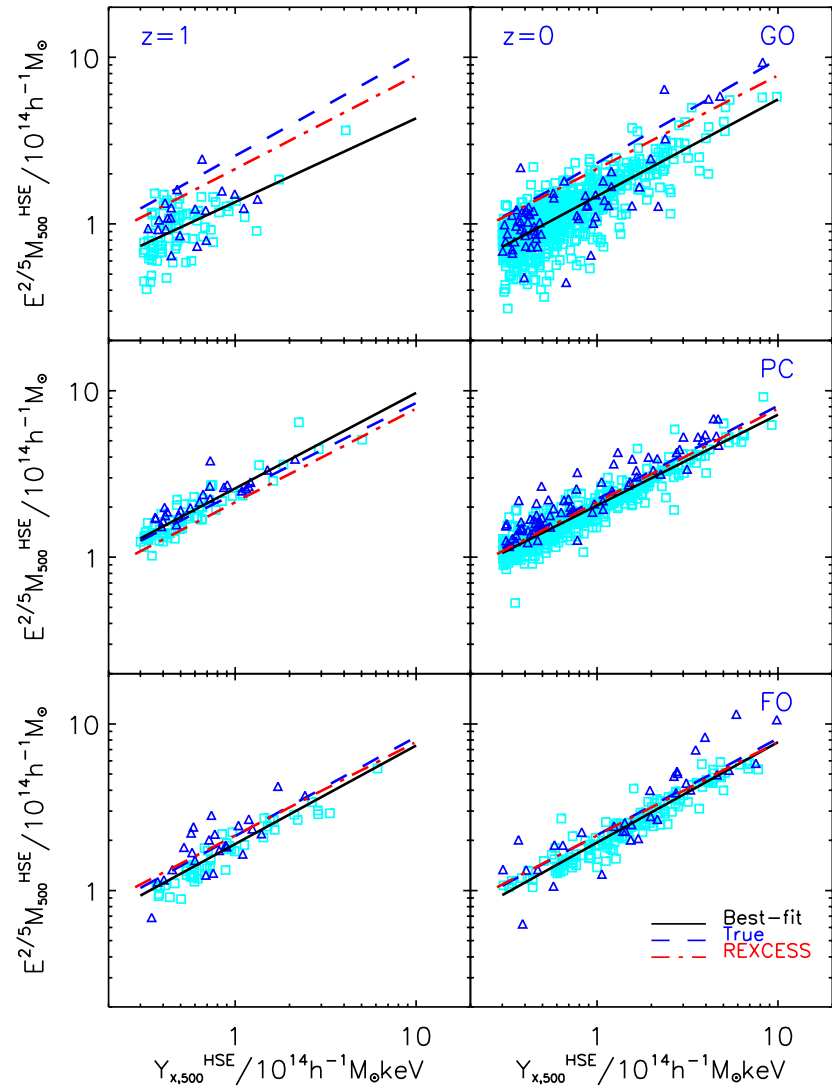 z=1
z=0
GO
10
1
E^{2/5}M_{500}^{HSE}/10^{14}h^{-1}M_☉
PC
10
1
E^{2/5}M_{500}^{HSE}/10^{14}h^{-1}M_☉
FO
10
1
E^{2/5}M_{500}^{HSE}/10^{14}h^{-1}M_☉
Best-fit
True
REXCESS
1 10 1 10
Y_{x,500}^{HSE}/10^{14}h^{-1}M_☉keV
Y_{x,500}^{HSE}/10^{14}h^{-1}M_☉keV